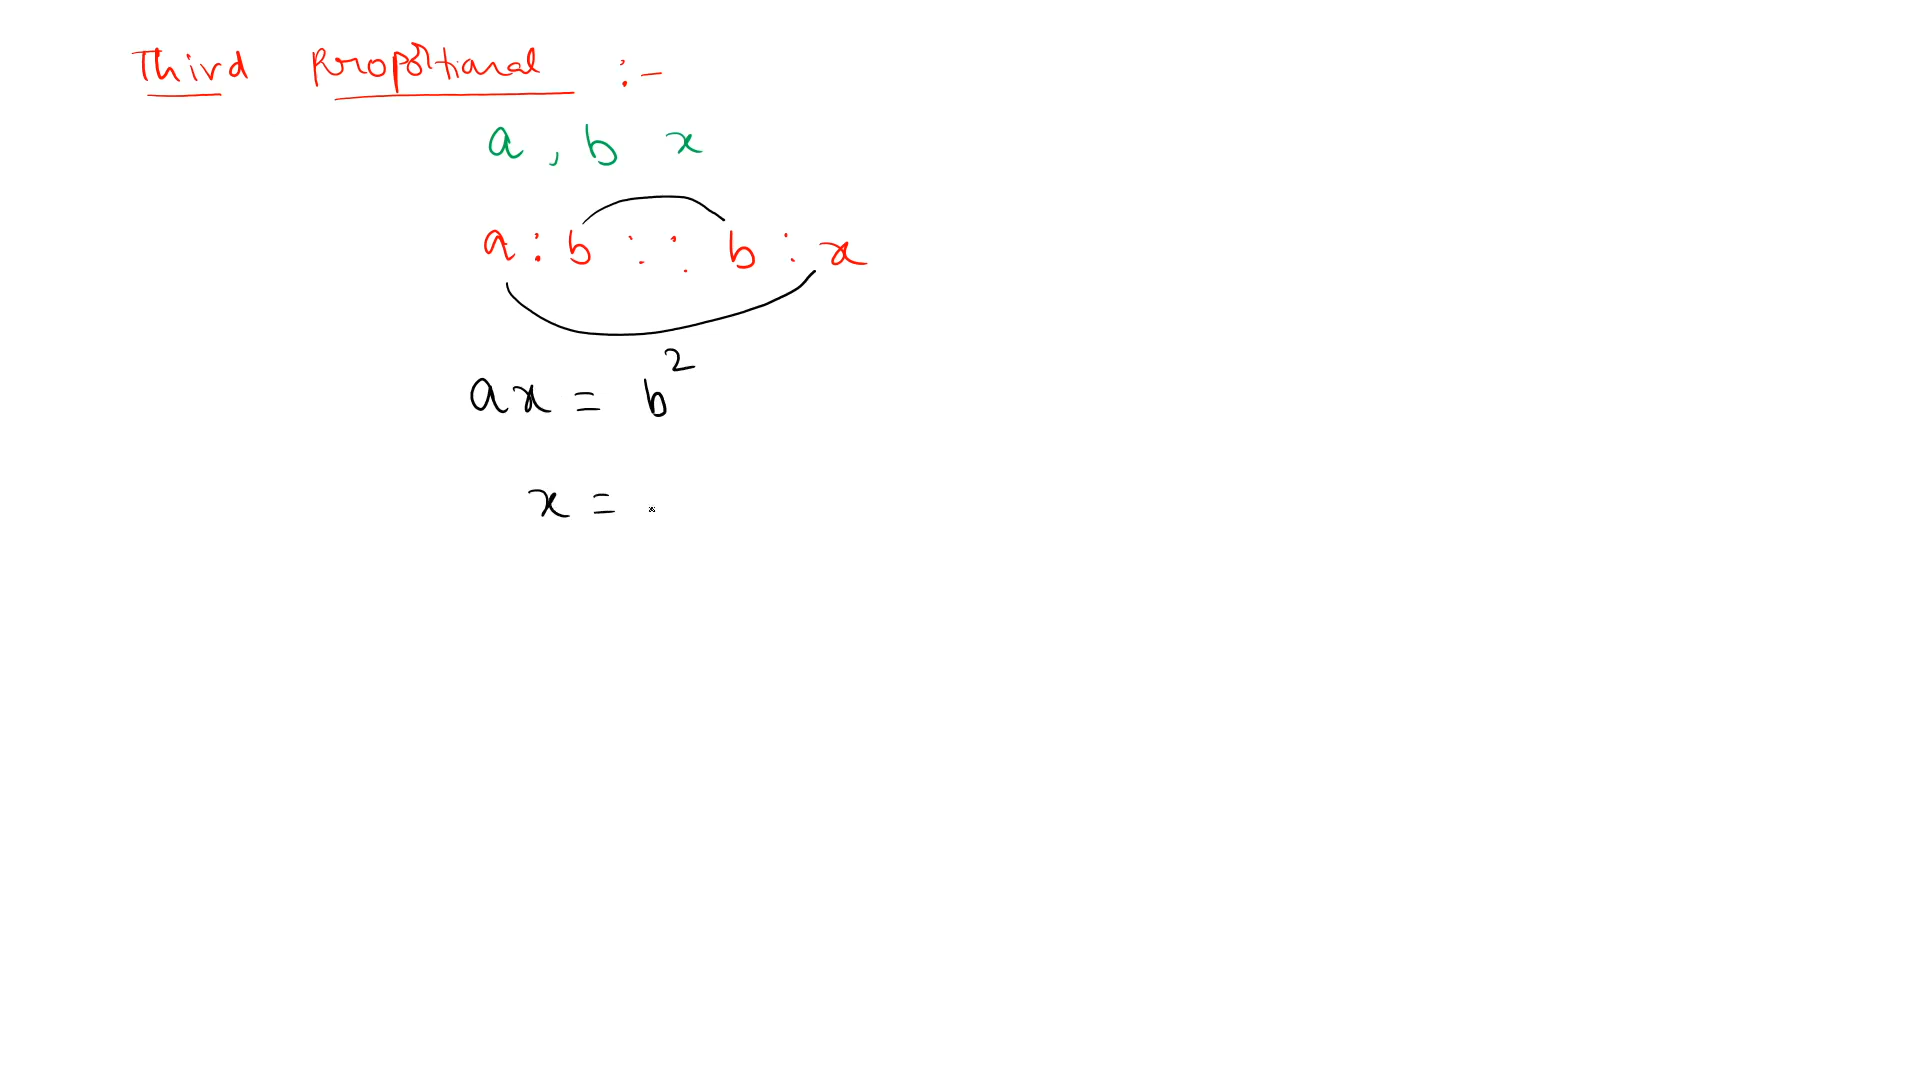 Third Proportional :-
a , b x
a : b :: b : x
ax = b²
x =